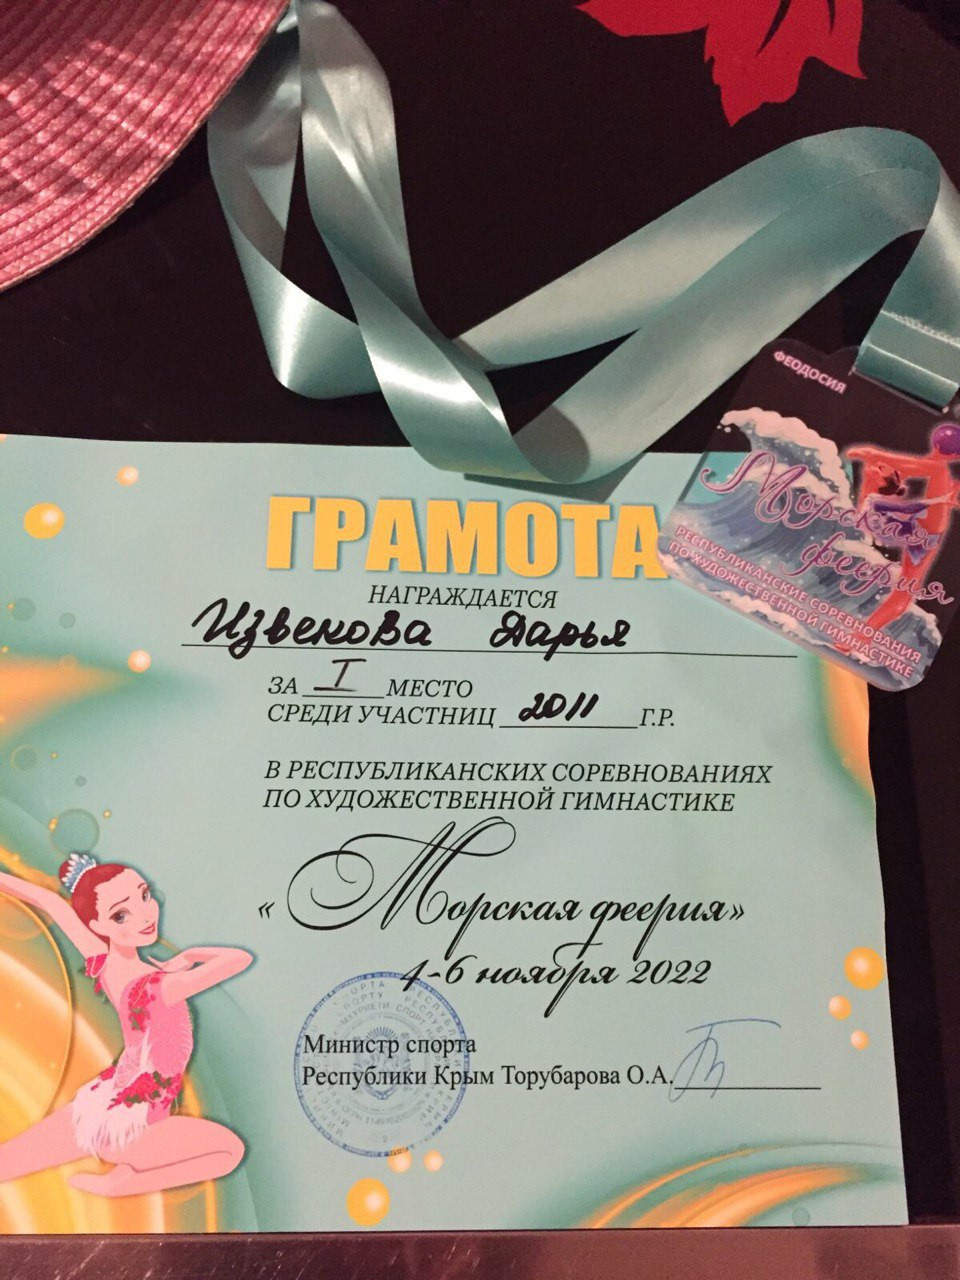 ФЕОДОСИЯ
Морская
феерия
РЕСПУБЛИКАНСКИЕ СОРЕВНОВАНИЯ
ПО ХУДОЖЕСТВЕННОЙ ГИМНАСТИКЕ
ГРАМОТА
НАГРАЖДАЕТСЯ
Извекова Дарья
ЗА I МЕСТО
СРЕДИ УЧАСТНИЦ 2011 Г.Р.
В РЕСПУБЛИКАНСКИХ СОРЕВНОВАНИЯХ
ПО ХУДОЖЕСТВЕННОЙ ГИМНАСТИКЕ
« Морская феерия»
4-6 ноября 2022
Министр спорта
Республики Крым Торубарова О.А.